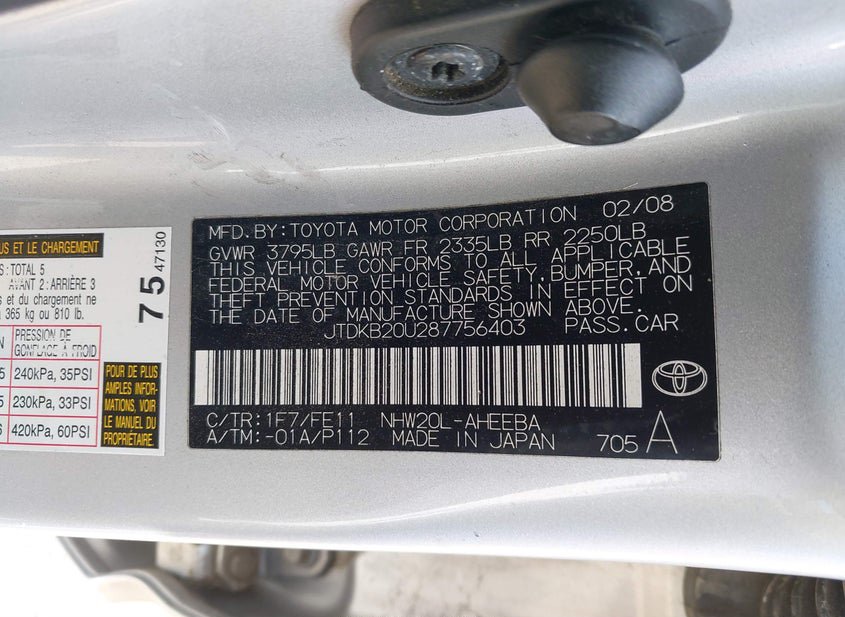 MFD.BY:TOYOTA MOTOR CORPORATION 02/08
GVWR 3795LB GAWR FR 2335LB RR 2250LB
THIS VEHICLE CONFORMS TO ALL APPLICABLE
FEDERAL MOTOR VEHICLE SAFETY, BUMPER, AND
THEFT PREVENTION STANDARDS IN EFFECT ON
THE DATE OF MANUFACTURE SHOWN ABOVE.
JTDKB20U287756403 PASS.CAR
C/TR:1F7/FE11 NHW20L-AHEEBA
A/TM:-01A/P112 MADE IN JAPAN 705 A
US ET LE CHARGEMENT
S:TOTAL 5
AVANT 2:ARRIÈRE 3
s et du chargement ne
à 365 kg ou 810 lb.
75
47130
N PRESSION DE
GONFLAGE À FROID
5 240kPa, 35PSI
5 230kPa, 33PSI
420kPa, 60PSI
POUR DE PLUS
AMPLES INFOR-
MATIONS, VOIR
LE MANUEL DU
PROPRIÉTAIRE.